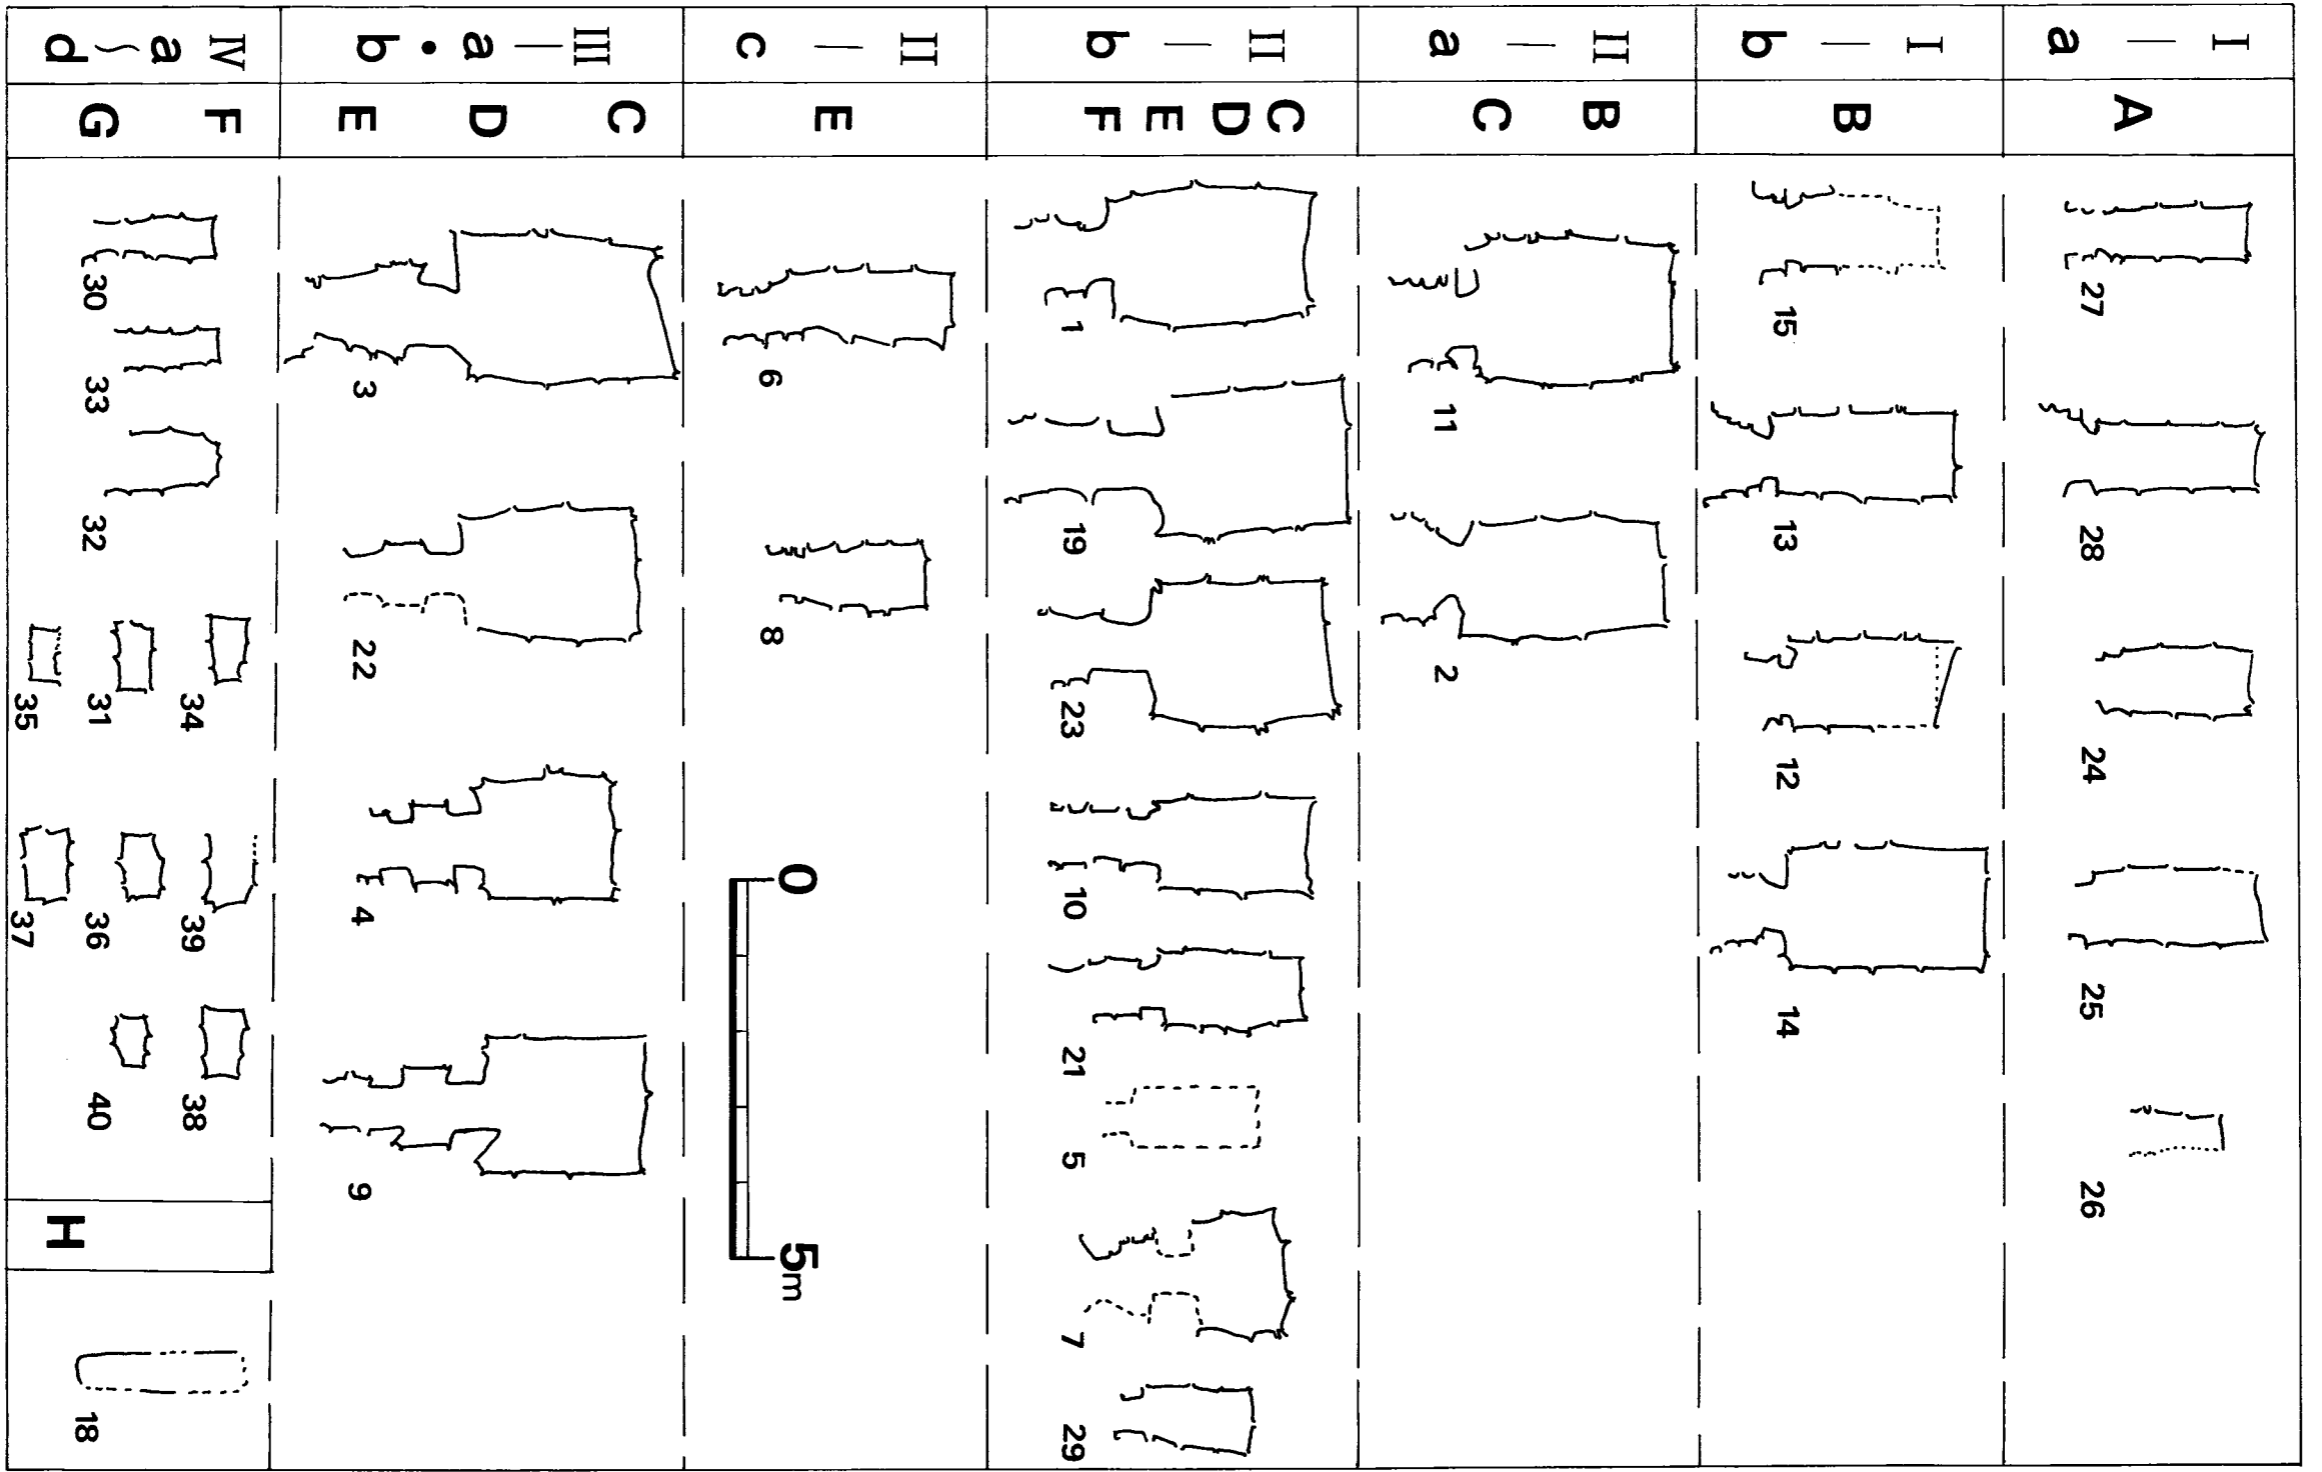 I—a
A
27 28 24 25 26
I—b
B
15 13 12 14
II—a
B
C
11 2
II—b
C
D
E
F
1 19 23 10 21 5 7 29
II—c
E
6 8
0 5m
III—a・b
C
D
E
3 22 4 9
IV a~d
F
G
30 33 32
34 39 38
31 36 40
35 37
H
18